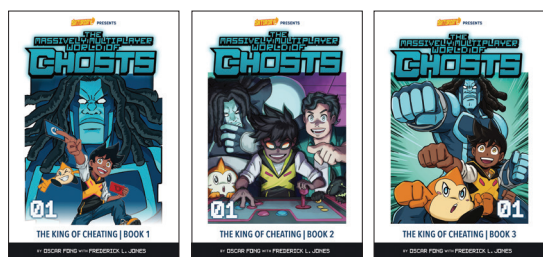 SATURDAY AM PRESENTS
THE
MASSIVELY MULTIPLAYER
WORLD OF
GHOSTS
01
THE KING OF CHEATING | BOOK 1
BY OSCAR FONG WITH FREDERICK L. JONES
PRESENTS
THE
MASSIVELY MULTIPLAYER
WORLD OF
GHOSTS
01
THE KING OF CHEATING | BOOK 2
BY OSCAR FONG WITH FREDERICK L. JONES
PRESENTS
THE
MASSIVELY MULTIPLAYER
WORLD OF
GHOSTS
01
THE KING OF CHEATING | BOOK 3
BY OSCAR FONG WITH FREDERICK L. JONES